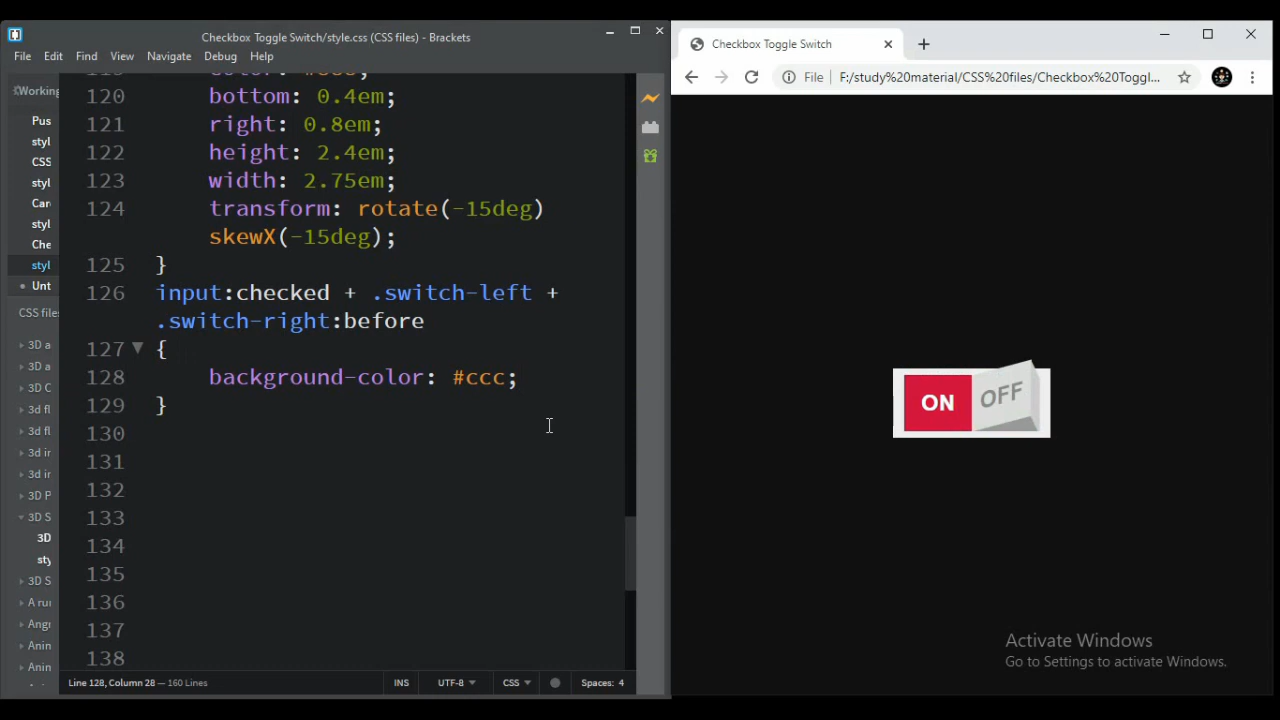 Checkbox Toggle Switch/style.css (CSS files) - Brackets
File Edit Find View Navigate Debug Help
Working
Pus
styl
CSS
styl
Car
styl
Che
styl
Unt
CSS files
3D a
3D a
3D C
3d fl
3d fl
3d ir
3d ir
3D P
3D S
3D
sty
3D S
A ru
Angr
Anin
Anin
120 bottom: 0.4em;
121 right: 0.8em;
122 height: 2.4em;
123 width: 2.75em;
124 transform: rotate(-15deg)
skewX(-15deg);
125 }
126 input:checked + .switch-left +
.switch-right:before
127 {
128 background-color: #ccc;
129 }
130
131
132
133
134
135
136
137
138
Line 128, Column 28 — 160 Lines
INS UTF-8 CSS Spaces: 4
Checkbox Toggle Switch
File F:/study%20material/CSS%20files/Checkbox%20Toggl...
ON OFF
Activate Windows
Go to Settings to activate Windows.